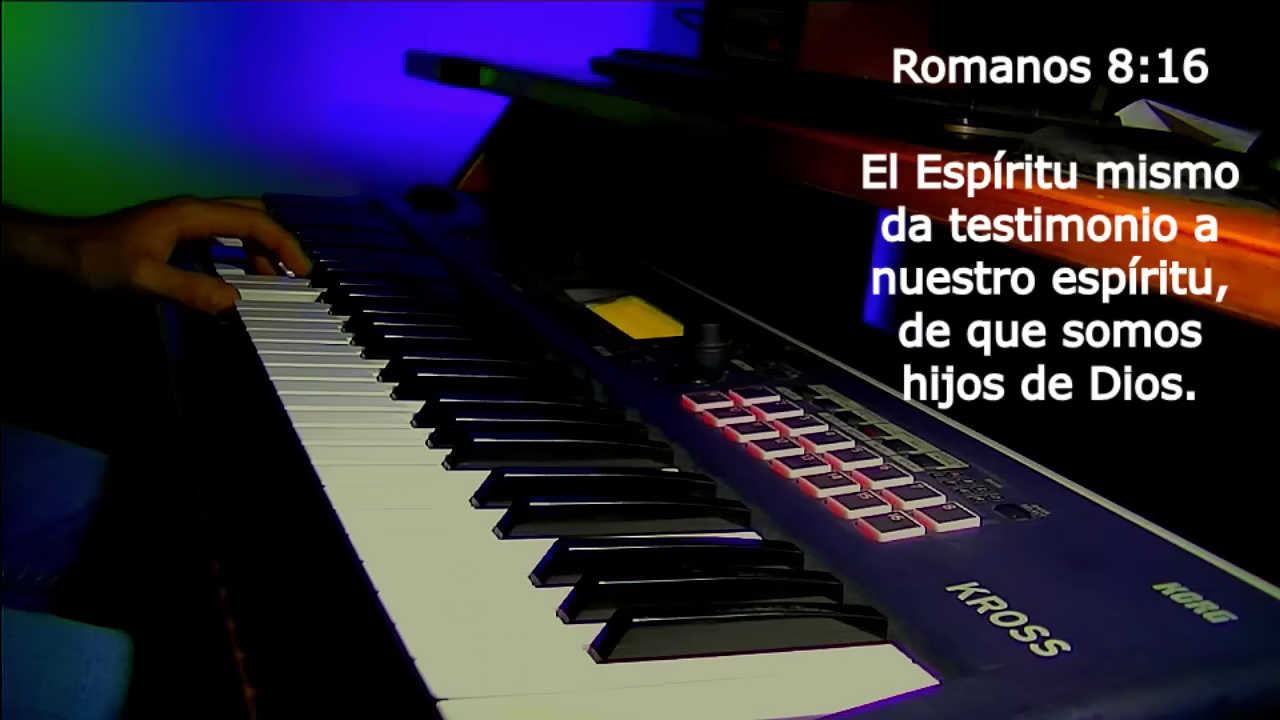 Romanos 8:16
El Espíritu mismo
da testimonio a
nuestro espíritu,
de que somos
hijos de Dios.
KROSS
KORG